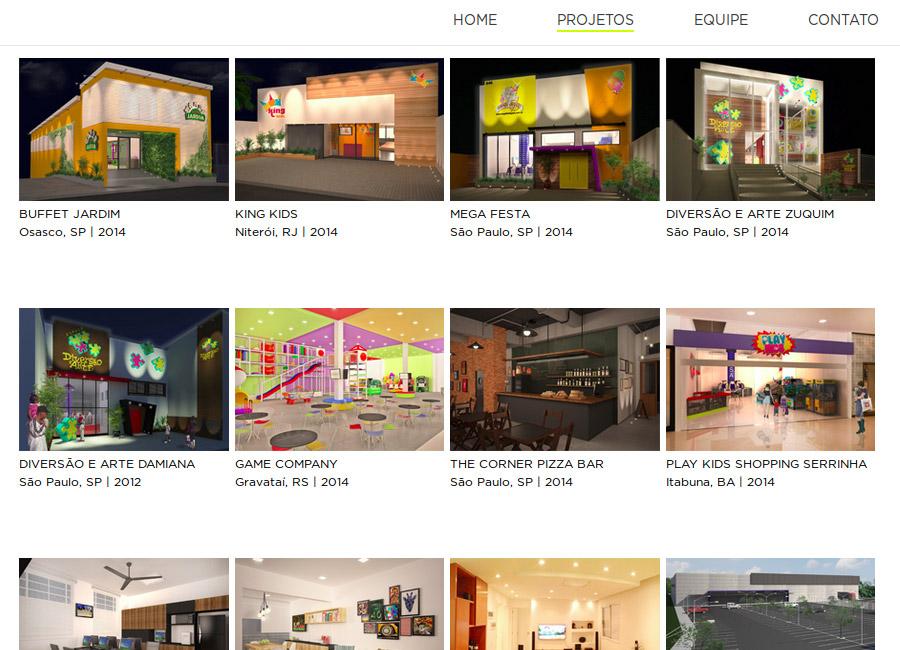 HOME PROJETOS EQUIPE CONTATO
BUFFET JARDIM
Osasco, SP | 2014
KING KIDS
Niterói, RJ | 2014
MEGA FESTA
São Paulo, SP | 2014
DIVERSÃO E ARTE ZUQUIM
São Paulo, SP | 2014
DIVERSÃO E ARTE DAMIANA
São Paulo, SP | 2012
GAME COMPANY
Gravataí, RS | 2014
THE CORNER PIZZA BAR
São Paulo, SP | 2014
PLAY KIDS SHOPPING SERRINHA
Itabuna, BA | 2014